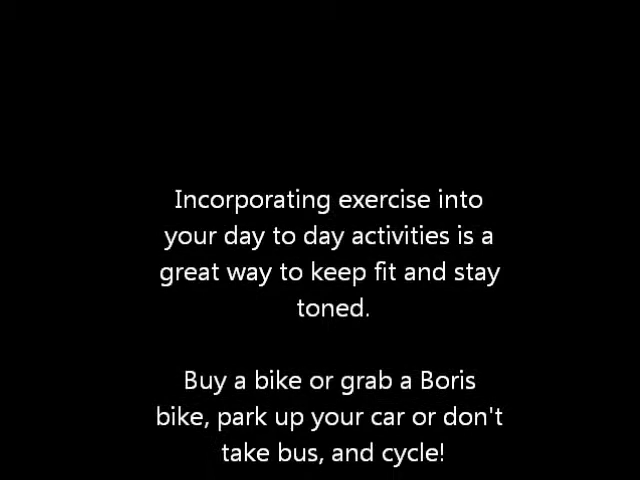 Incorporating exercise into
your day to day activities is a
great way to keep fit and stay
toned.
Buy a bike or grab a Boris
bike, park up your car or don't
take bus, and cycle!